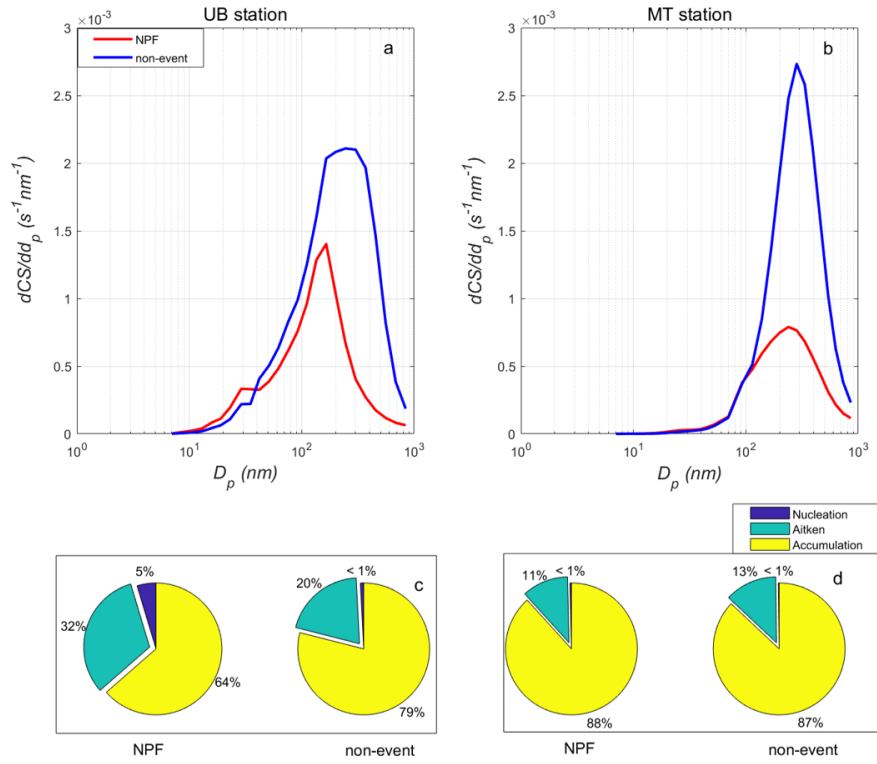 UB station
MT station
×10⁻³
×10⁻³
3
2.5
2
1.5
1
0.5
0
dCS/dd_p (s⁻¹nm⁻¹)
NPF
non-event
a
10⁰
10¹
10²
10³
D_p (nm)
3
2.5
2
1.5
1
0.5
0
dCS/dd_p (s⁻¹nm⁻¹)
b
10⁰
10¹
10²
10³
D_p (nm)
Nucleation
Aitken
Accumulation
5%
32%
64%
NPF
< 1%
20%
79%
non-event
c
11%
< 1%
88%
NPF
13%
< 1%
87%
non-event
d